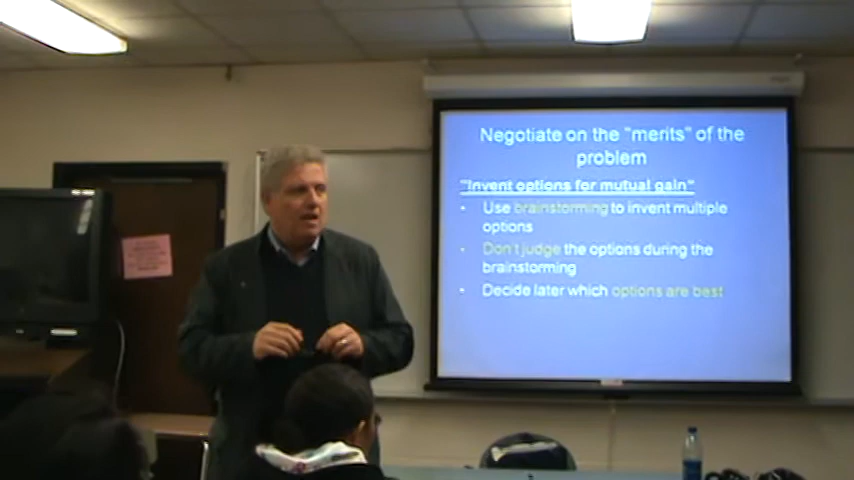 Negotiate on the "merits" of the
problem
"Invent options for mutual gain"
• Use brainstorming to invent multiple
options
• Don't judge the options during the
brainstorming
• Decide later which options are best